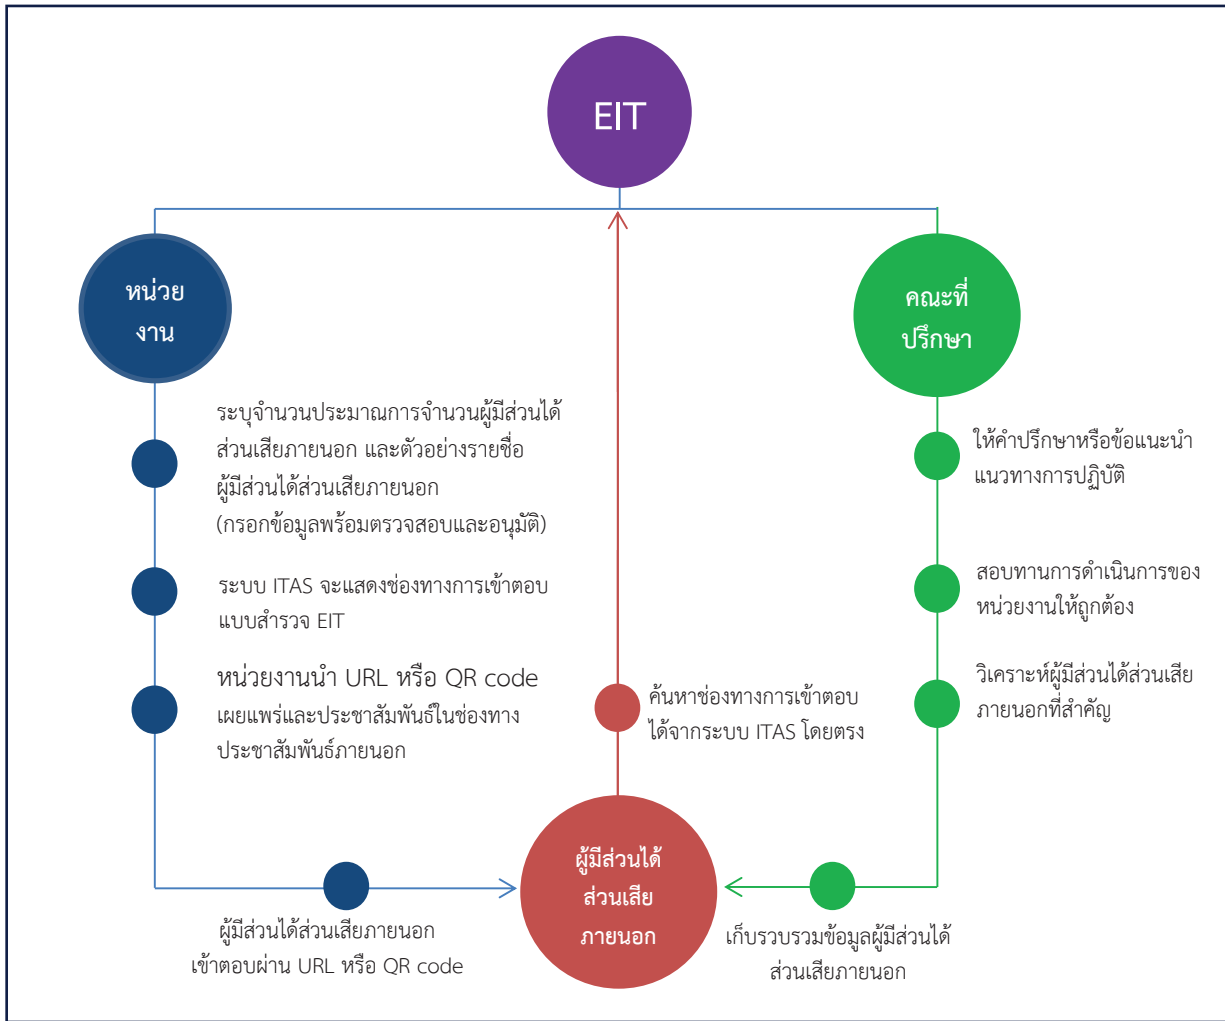 EIT
หน่วย
งาน
คณะที่
ปรึกษา
ระบุจำนวนประมาณการจำนวนผู้มีส่วนได้
ส่วนเสียภายนอก และตัวอย่างรายชื่อ
ผู้มีส่วนได้ส่วนเสียภายนอก
(กรอกข้อมูลพร้อมตรวจสอบและอนุมัติ)
ระบบ ITAS จะแสดงช่องทางการเข้าตอบ
แบบสำรวจ EIT
หน่วยงานนำ URL หรือ QR code
เผยแพร่และประชาสัมพันธ์ในช่องทาง
ประชาสัมพันธ์ภายนอก
ผู้มีส่วนได้ส่วนเสียภายนอก
เข้าตอบผ่าน URL หรือ QR code
ค้นหาช่องทางการเข้าตอบ
ได้จากระบบ ITAS โดยตรง
ผู้มีส่วนได้
ส่วนเสีย
ภายนอก
ให้คำปรึกษาหรือข้อแนะนำ
แนวทางการปฏิบัติ
สอบทานการดำเนินการของ
หน่วยงานให้ถูกต้อง
วิเคราะห์ผู้มีส่วนได้ส่วนเสีย
ภายนอกที่สำคัญ
เก็บรวบรวมข้อมูลผู้มีส่วนได้
ส่วนเสียภายนอก